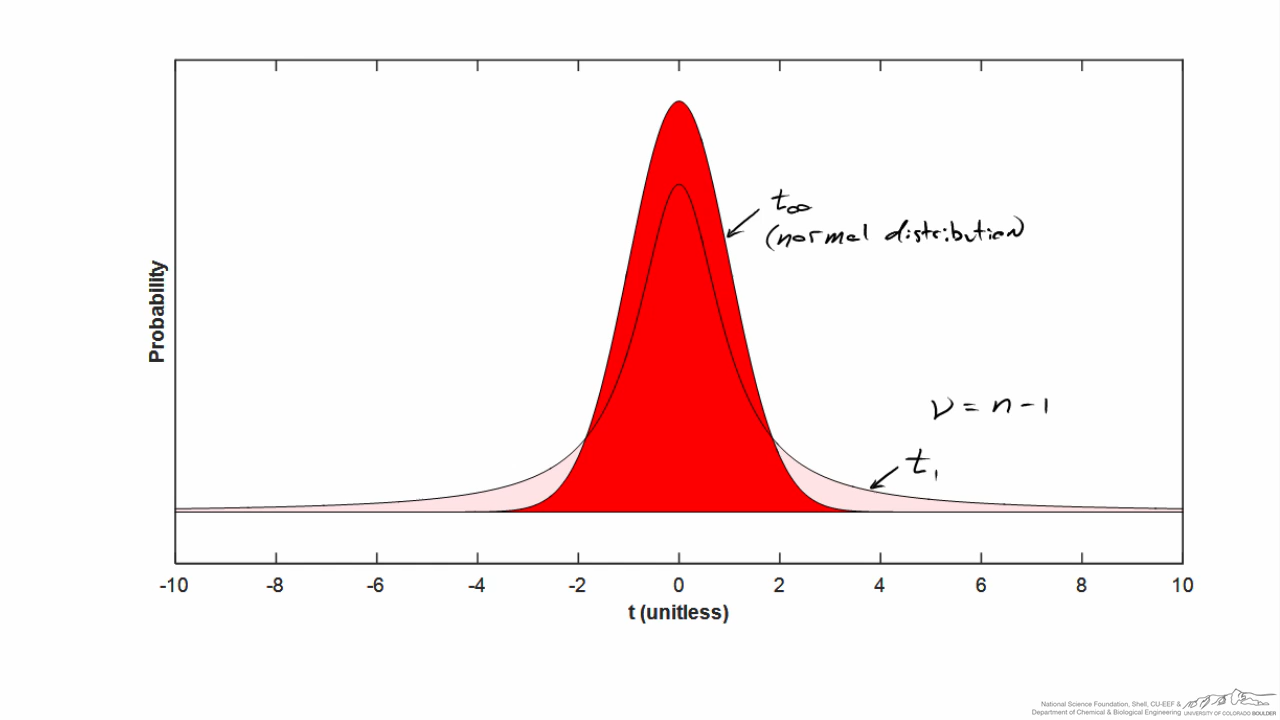 t∞
(normal distribution)
Probability
ν = n - 1
t₁
-10 -8 -6 -4 -2 0 2 4 6 8 10
t (unitless)
National Science Foundation, Shell, CU-EEF &
Department of Chemical & Biological Engineering UNIVERSITY OF COLORADO BOULDER